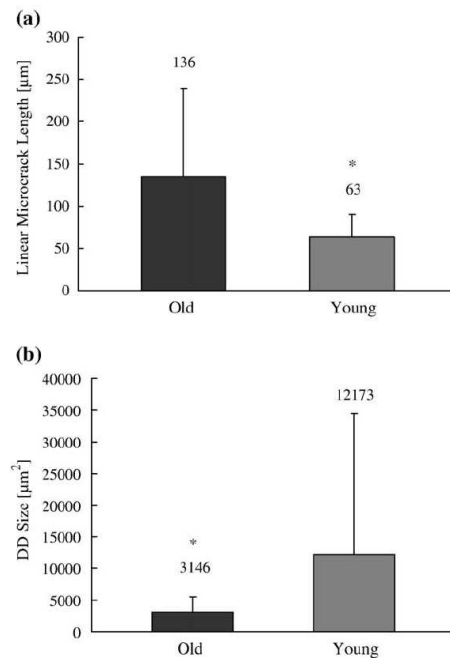 (a)
Linear Microcrack Length [µm]
300
250
200
150
100
50
0
136
*
63
Old
Young
(b)
DD Size [µm²]
40000
35000
30000
25000
20000
15000
10000
5000
0
*
3146
12173
Old
Young